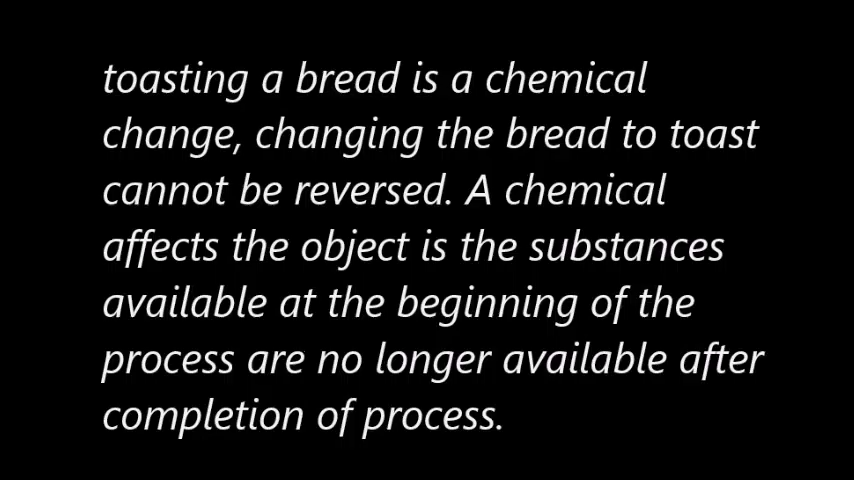 toasting a bread is a chemical
change, changing the bread to toast
cannot be reversed. A chemical
affects the object is the substances
available at the beginning of the
process are no longer available after
completion of process.